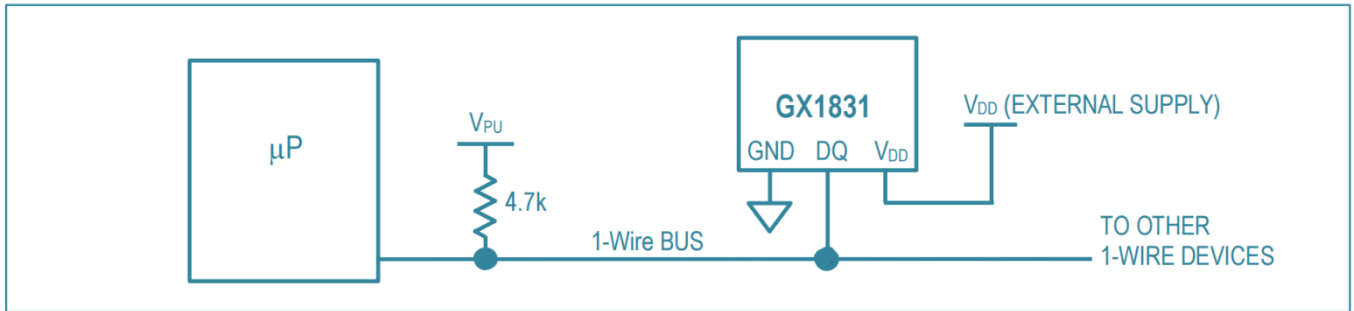 μP
V_PU
4.7k
1-Wire BUS
GX1831
GND DQ V_DD
V_DD (EXTERNAL SUPPLY)
TO OTHER
1-WIRE DEVICES